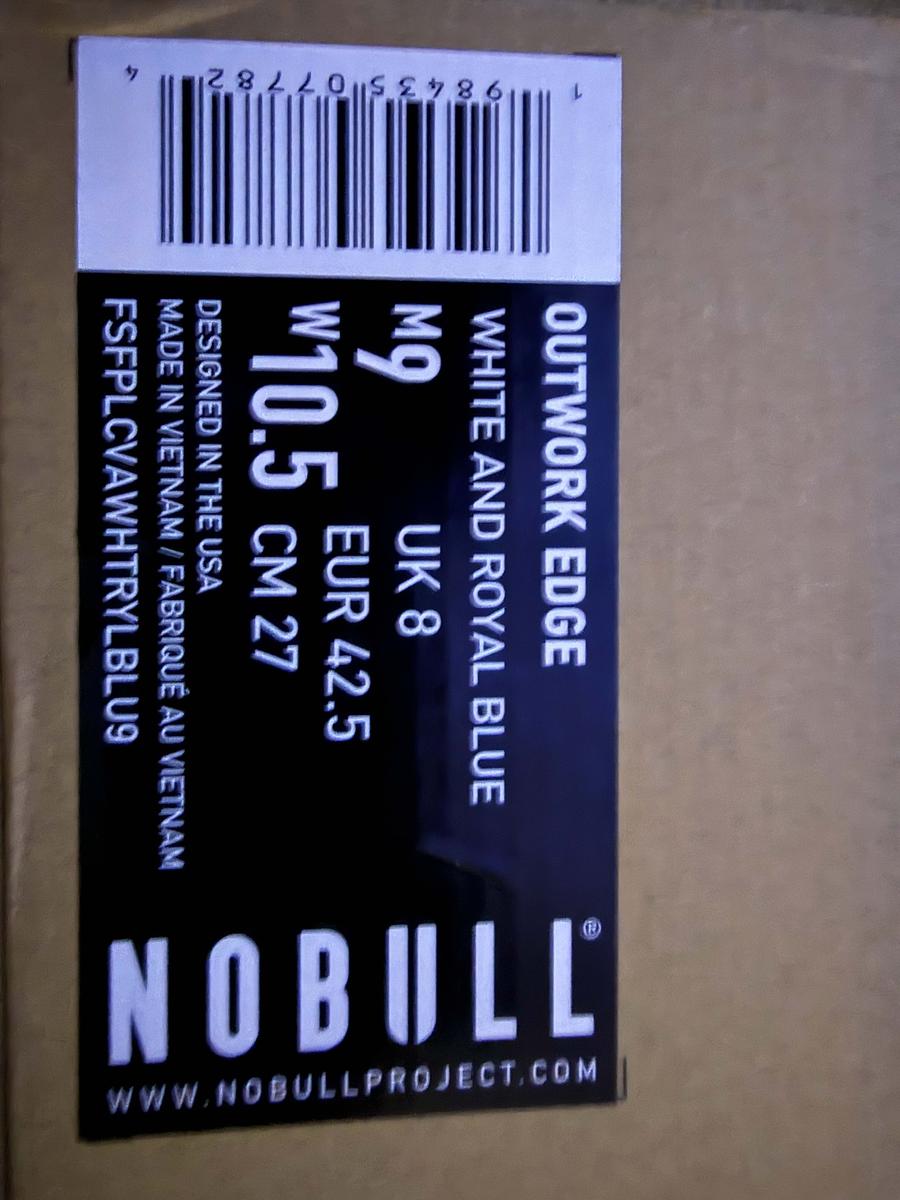 1 98435 07782 4
OUTWORK EDGE
WHITE AND ROYAL BLUE
M9 UK 8
W10.5 EUR 42.5
CM 27
DESIGNED IN THE USA
MADE IN VIETNAM / FABRIQUÉ AU VIETNAM
FSFPLCVAWHTRYLBLU9
NOBULL®
WWW.NOBULLPROJECT.COM